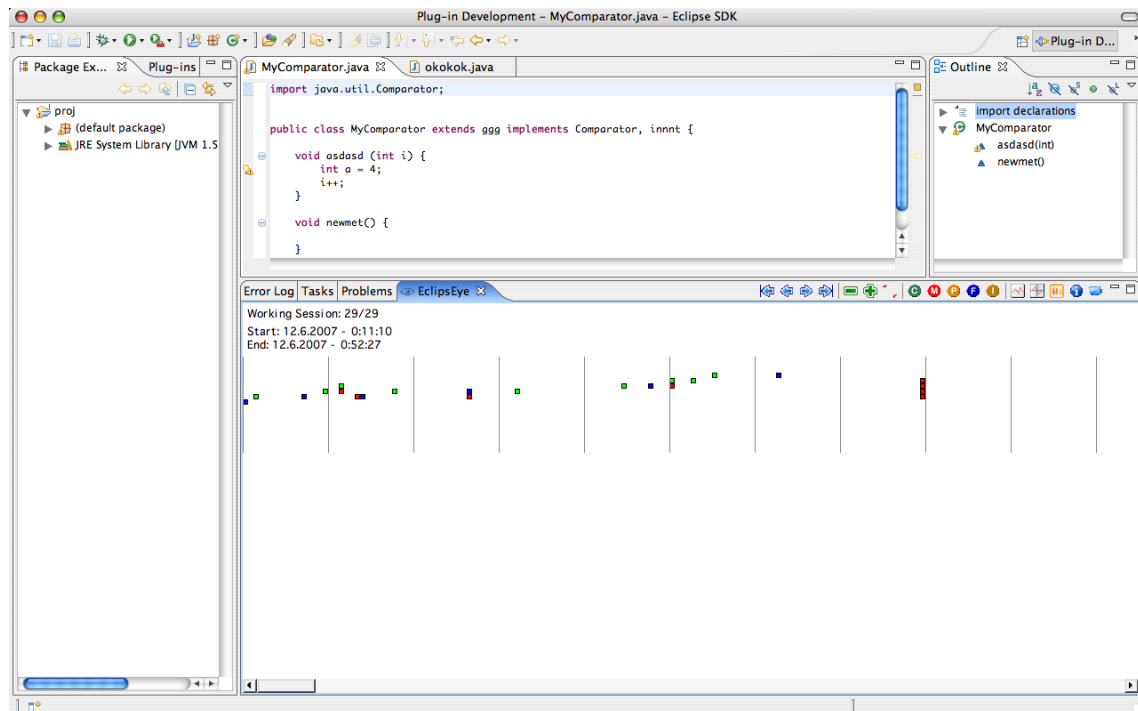 Plug-in Development – MyComparator.java – Eclipse SDK
Plug-in D...
Package Ex...
Plug-ins
proj
(default package)
JRE System Library [JVM 1.5
MyComparator.java
okokok.java
import java.util.Comparator;
public class MyComparator extends ggg implements Comparator, innnt {
void asdasd (int i) {
int a = 4;
i++;
}
void newmet() {
}
Outline
import declarations
MyComparator
asdasd(int)
newmet()
Error Log
Tasks
Problems
EclipsEye
C
M
P
F
I
Working Session: 29/29
Start: 12.6.2007 - 0:11:10
End: 12.6.2007 - 0:52:27